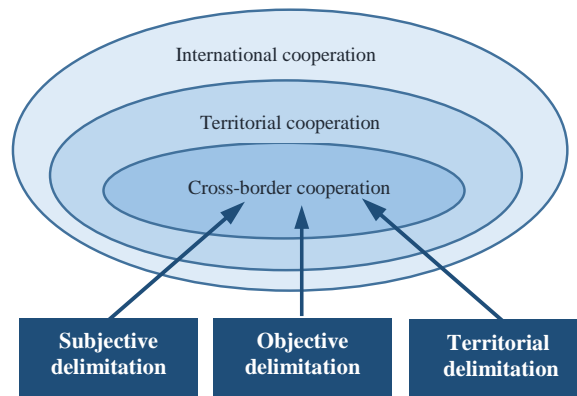 International cooperation
Territorial cooperation
Cross-border cooperation
Subjective
delimitation
Objective
delimitation
Territorial
delimitation